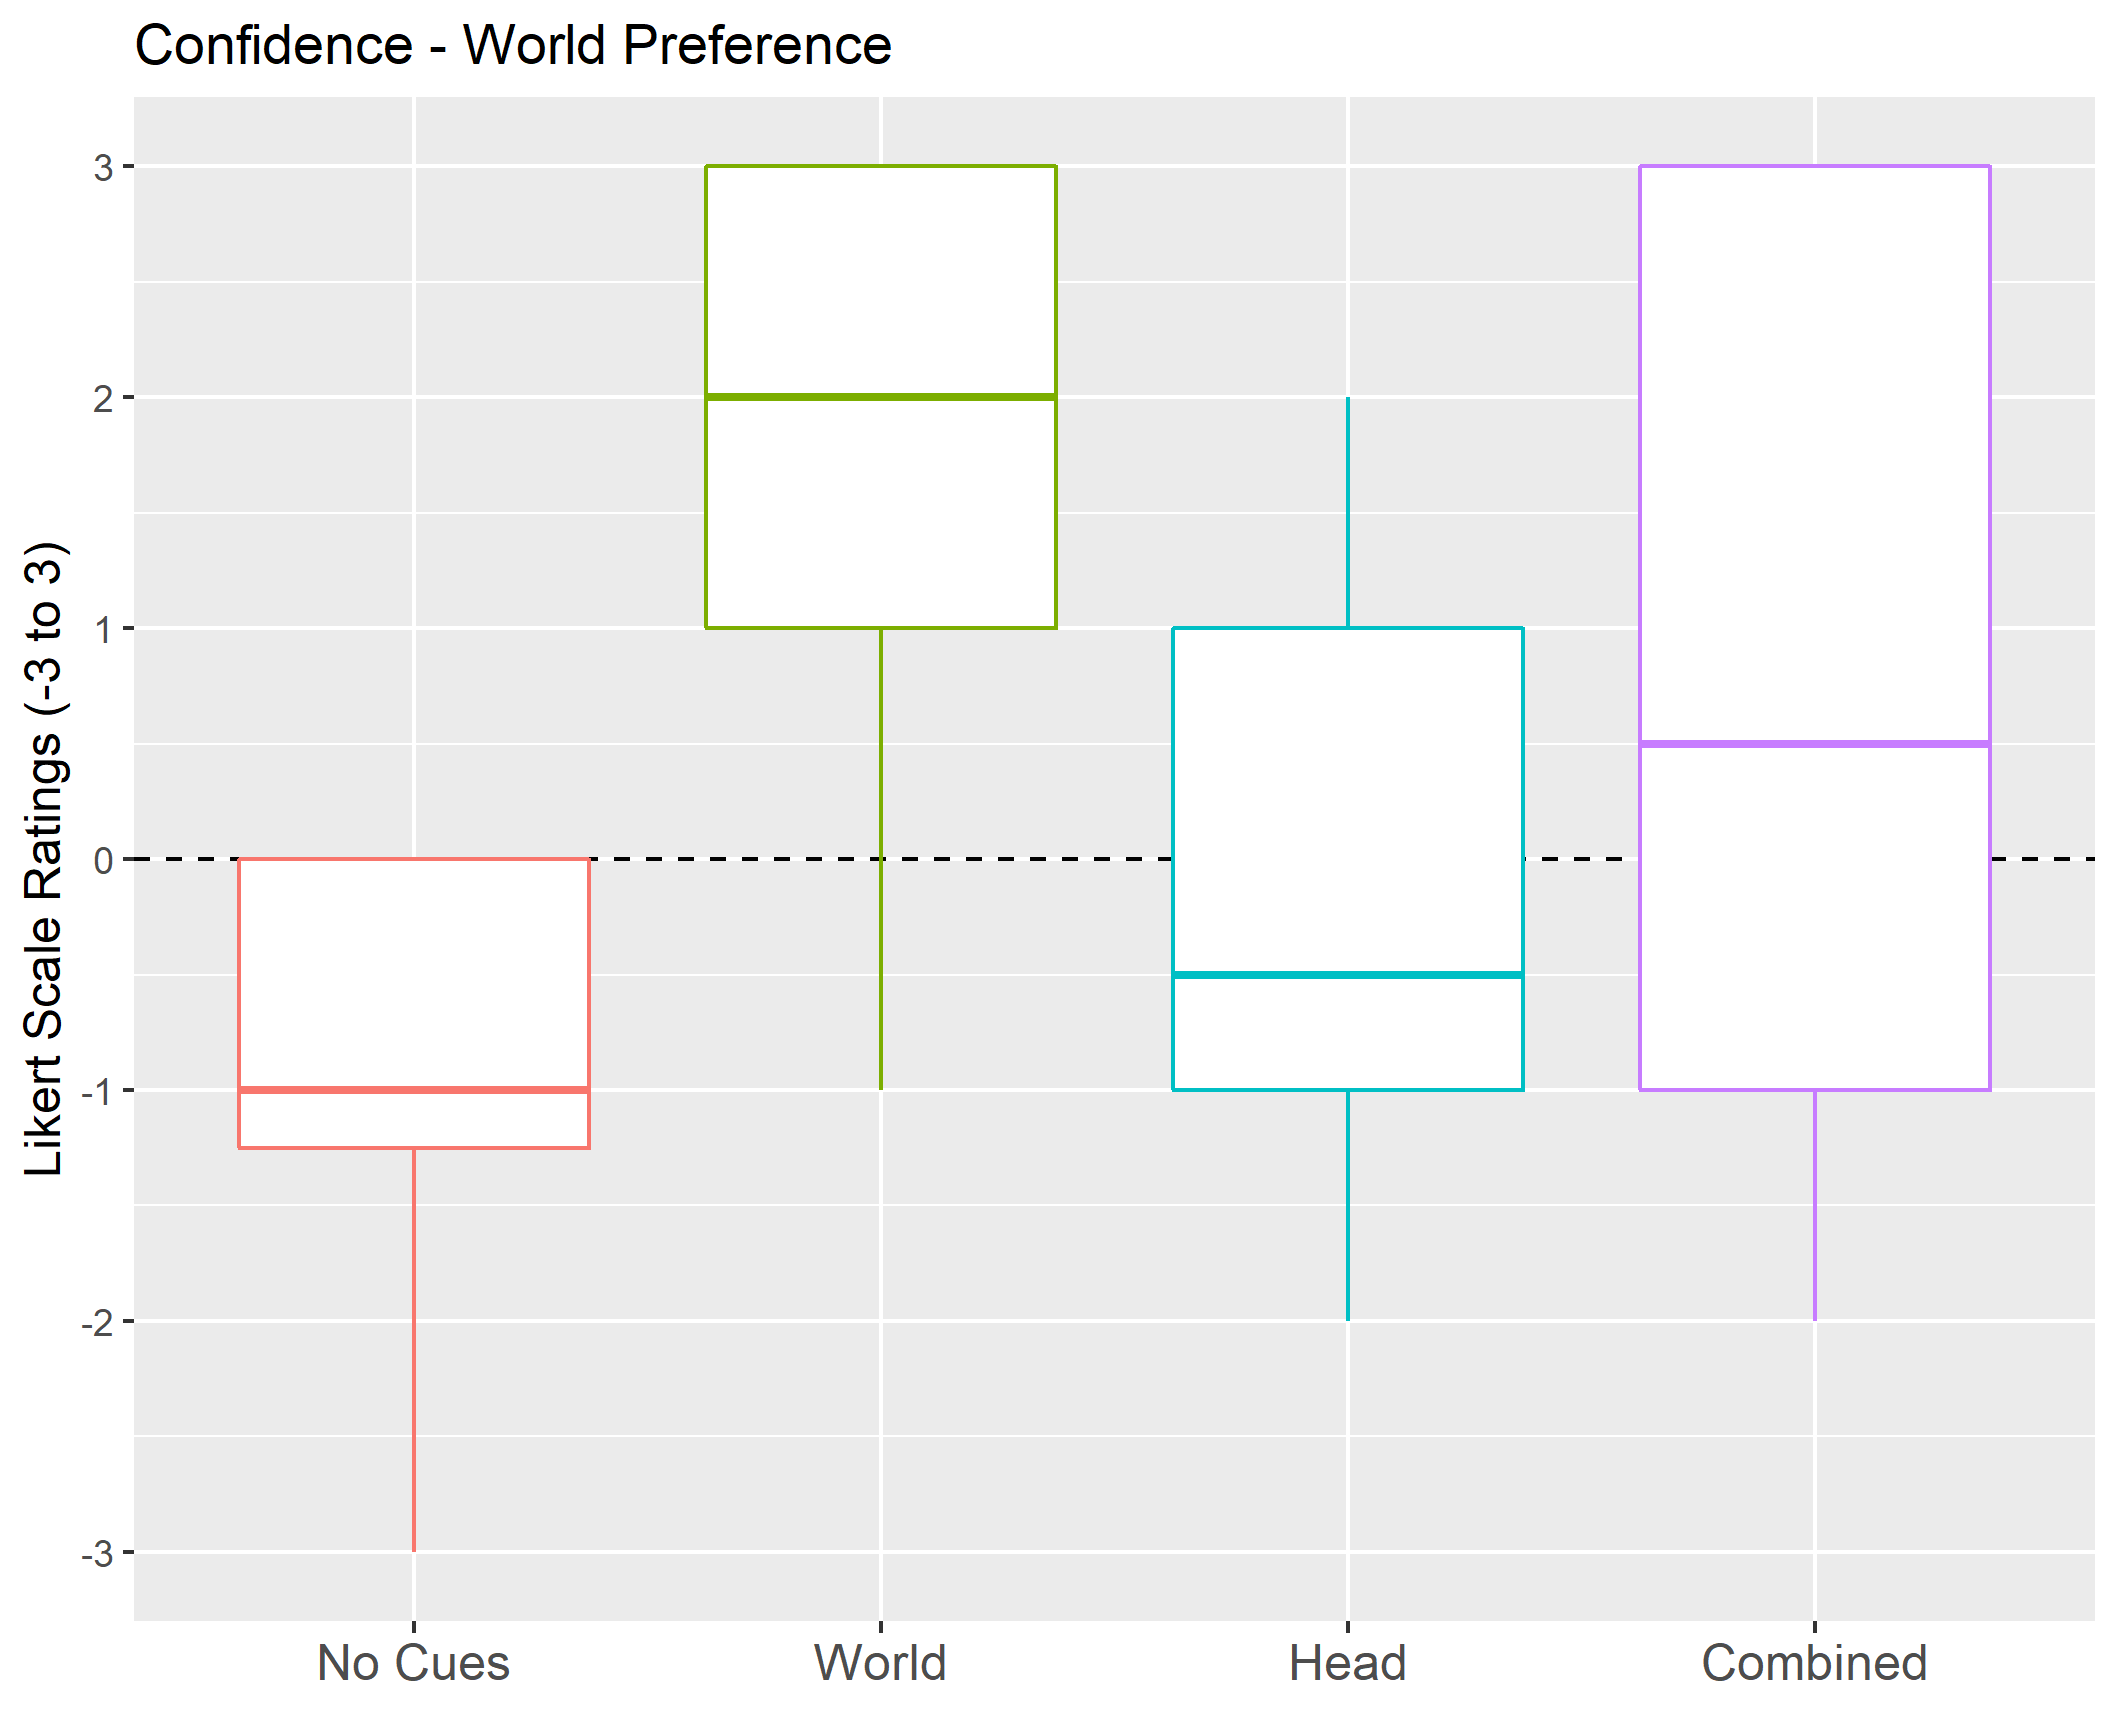 Confidence - World Preference
Likert Scale Ratings (-3 to 3)
3
2
1
0
-1
-2
-3
No Cues
World
Head
Combined